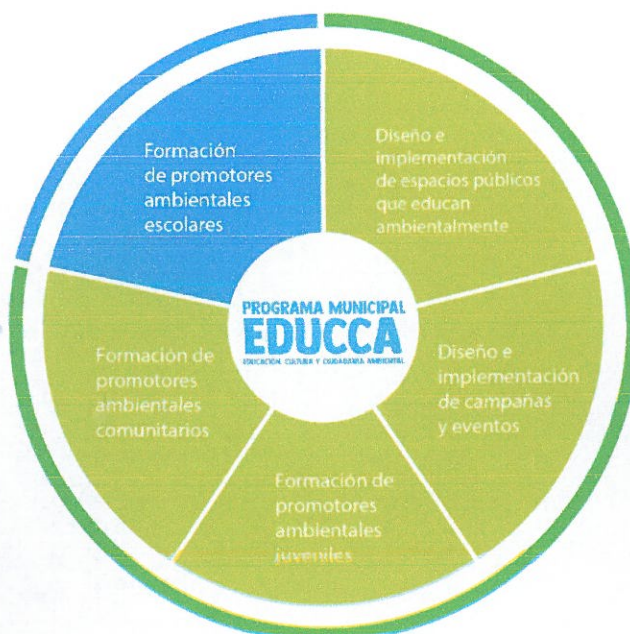 Formación
de promotores
ambientales
escolares
Diseño e
implementación
de espacios públicos
que educan
ambientalmente
PROGRAMA MUNICIPAL
EDUCCA
EDUCACIÓN, CULTURA Y CIUDADANÍA AMBIENTAL
Formación de
promotores
ambientales
comunitarios
Diseño e
implementación
de campañas
y eventos
Formación de
promotores
ambientales
juveniles